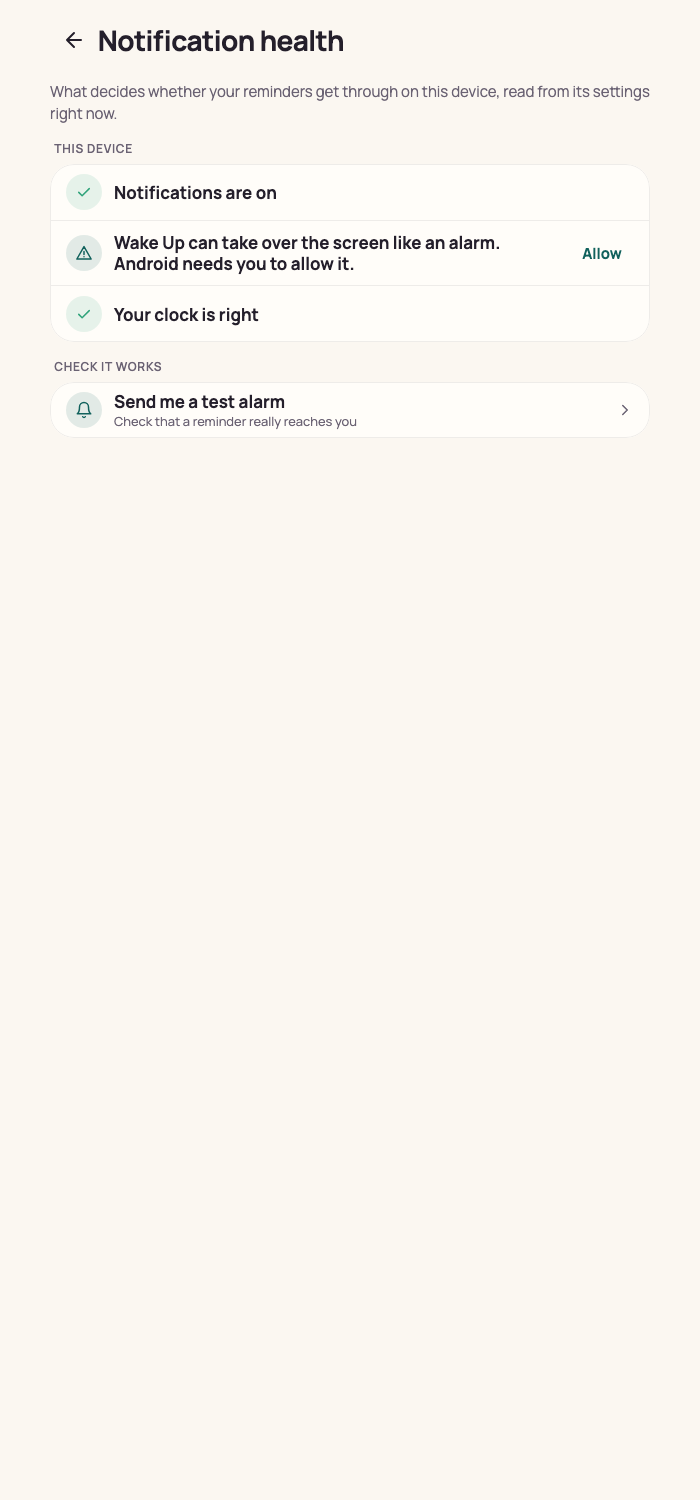 Notification health
What decides whether your reminders get through on this device, read from its settings
right now.
THIS DEVICE
Notifications are on
Wake Up can take over the screen like an alarm.
Android needs you to allow it.
Allow
Your clock is right
CHECK IT WORKS
Send me a test alarm
Check that a reminder really reaches you